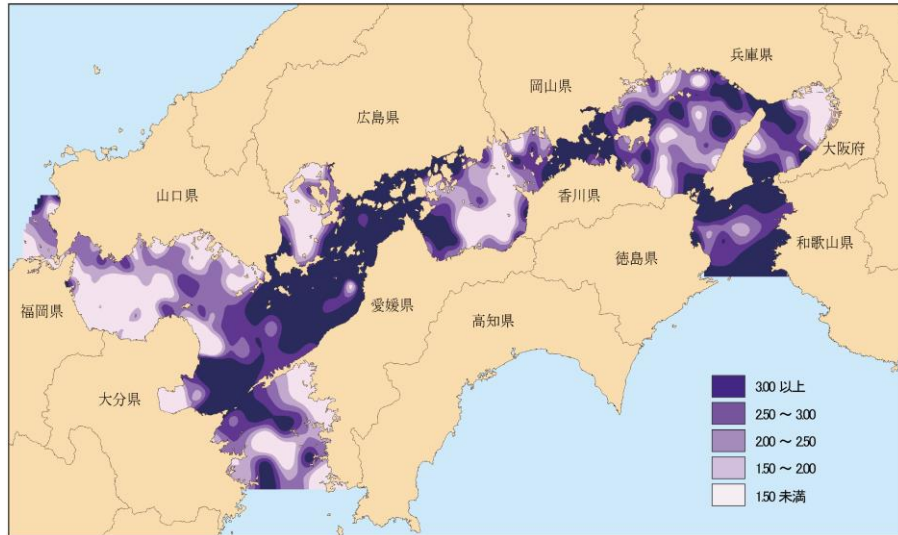 兵庫県
岡山県
広島県
大阪府
山口県
香川県
和歌山県
徳島県
愛媛県
福岡県
高知県
大分県
3.00 以上
2.50 ～ 3.00
2.00 ～ 2.50
1.50 ～ 2.00
1.50 未満